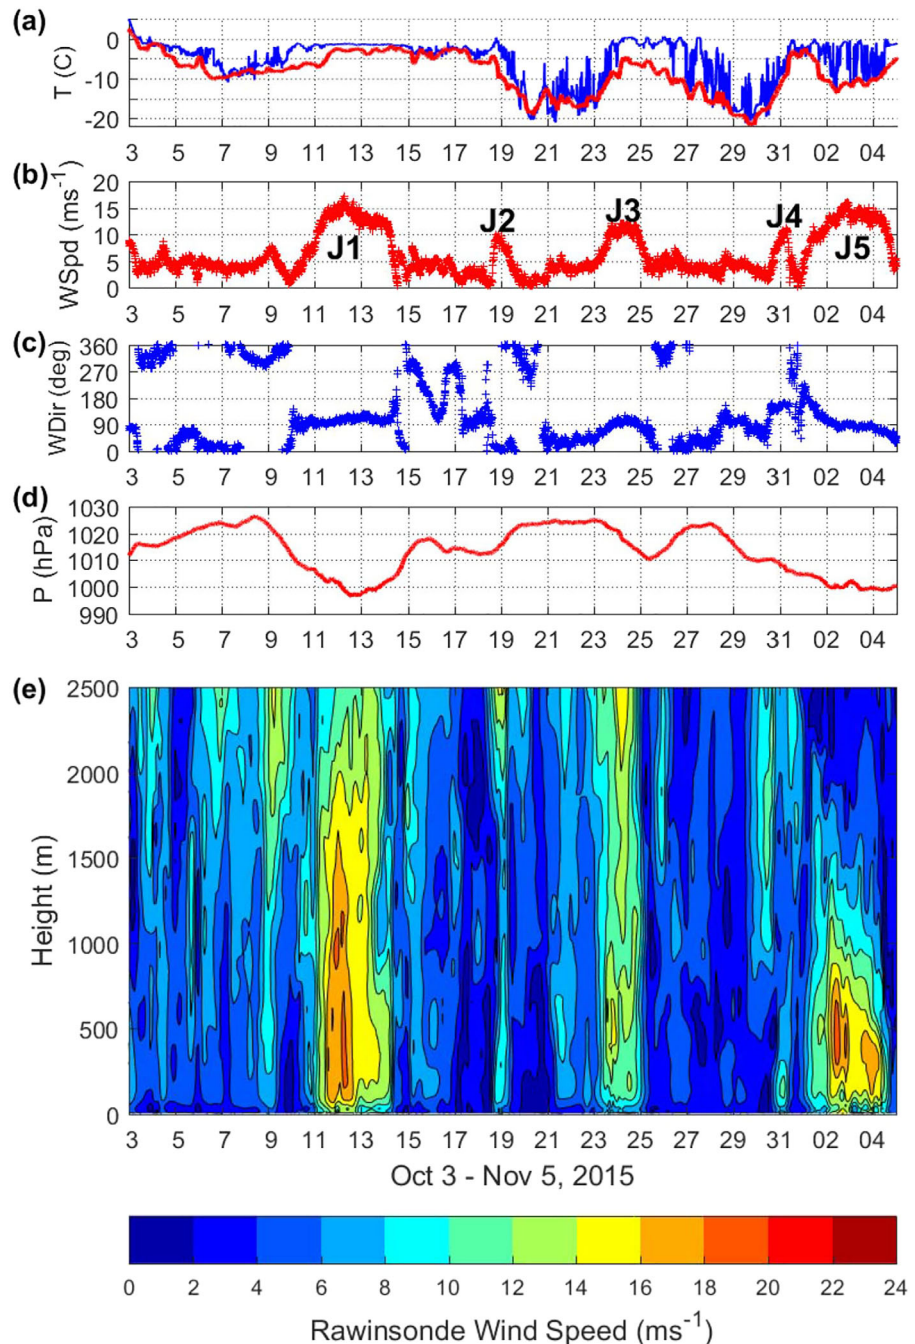 (a)
T (C)
0
-10
-20
3 5 7 9 11 13 15 17 19 21 23 25 27 29 31 02 04
(b)
WSpd (ms-1)
20
15
10
5
0
J1 J2 J3 J4 J5
3 5 7 9 11 13 15 17 19 21 23 25 27 29 31 02 04
(c)
WDir (deg)
360
270
180
90
0
3 5 7 9 11 13 15 17 19 21 23 25 27 29 31 02 04
(d)
P (hPa)
1030
1020
1010
1000
990
3 5 7 9 11 13 15 17 19 21 23 25 27 29 31 02 04
(e)
Height (m)
2500
2000
1500
1000
500
0
3 5 7 9 11 13 15 17 19 21 23 25 27 29 31 02 04
Oct 3 - Nov 5, 2015
0 2 4 6 8 10 12 14 16 18 20 22 24
Rawinsonde Wind Speed (ms-1)